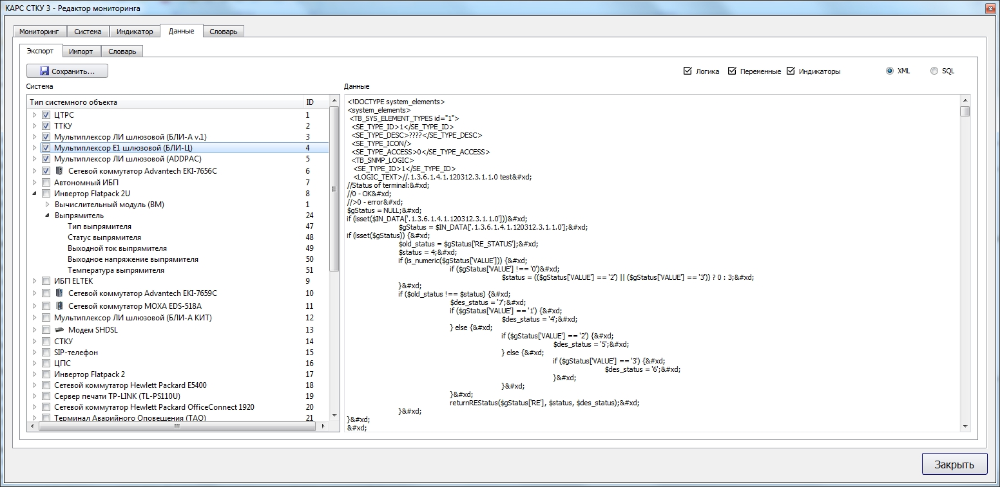 КАРС СТКУ 3 - Редактор мониторинга
Мониторинг Система Индикатор Данные Словарь
Экспорт Импорт Словарь
Сохранить... Логика Переменные Индикаторы XML SQL
Система
Тип системного объекта ID
ЦТРС 1
ТТКУ 2
Мультиплексор ЛИ шлюзовой (БЛИ-А v.1) 3
Мультиплексор Е1 шлюзовой (БЛИ-Ц) 4
Мультиплексор ЛИ шлюзовой (ADDPAC) 5
Сетевой коммутатор Advantech EKI-7656C 6
Автономный ИБП 7
Инвертор Flatpack 2U 8
Вычислительный модуль (ВМ) 1
Выпрямитель 24
Тип выпрямителя 47
Статус выпрямителя 48
Выходной ток выпрямителя 49
Выходное напряжение выпрямителя 50
Температура выпрямителя 51
ИБП ELTEK 9
Сетевой коммутатор Advantech EKI-7659C 10
Сетевой коммутатор MOXA EDS-518A 11
Мультиплексор ЛИ шлюзовой (БЛИ-А КИТ) 12
Модем SHDSL 13
СТКУ 14
SIP-телефон 15
ЦПС 16
Инвертор Flatpack 2 17
Сетевой коммутатор Hewlett Packard E5400 18
Сервер печати TP-LINK (TL-PS110U) 19
Сетевой коммутатор Hewlett Packard OfficeConnect 1920 20
Терминал Аварийного Оповещения (ТАО) 21
Данные
<!DOCTYPE system_elements>
<system_elements>
<TB_SYS_ELEMENT_TYPES id="1">
<SE_TYPE_ID>1</SE_TYPE_ID>
<SE_TYPE_DESC>????</SE_TYPE_DESC>
<SE_TYPE_ICON/>
<SE_TYPE_ACCESS>0</SE_TYPE_ACCESS>
<TB_SNMP_LOGIC>
<SE_TYPE_ID>1</SE_TYPE_ID>
<LOGIC_TEXT>//.1.3.6.1.4.1.120312.3.1.1.0 test&#xd;
//Status of terminal:&#xd;
//0 - OK&#xd;
//>0 - error&#xd;
$gStatus = NULL;&#xd;
if (isset($IN_DATA['.1.3.6.1.4.1.120312.3.1.1.0']))&#xd;
$gStatus = $IN_DATA['.1.3.6.1.4.1.120312.3.1.1.0'];&#xd;
if (isset($gStatus)) {&#xd;
$old_status = $gStatus['RE_STATUS'];&#xd;
$status = 4;&#xd;
if (is_numeric($gStatus['VALUE'])) {&#xd;
if ($gStatus['VALUE'] !== '0')&#xd;
$status = (($gStatus['VALUE'] == '2') || ($gStatus['VALUE'] == '3')) ? 0 : 3;&#xd;
}&#xd;
if ($old_status !== $status) {&#xd;
$des_status = '7';&#xd;
if ($gStatus['VALUE'] == '1') {&#xd;
$des_status = '4';&#xd;
} else {&#xd;
if ($gStatus['VALUE'] == '2') {&#xd;
$des_status = '5';&#xd;
} else {&#xd;
if ($gStatus['VALUE'] == '3') {&#xd;
$des_status = '6';&#xd;
}&#xd;
}&#xd;
}&#xd;
returnREStatus($gStatus['RE'], $status, $des_status);&#xd;
}&#xd;
}&#xd;
&#xd;
Закрыть